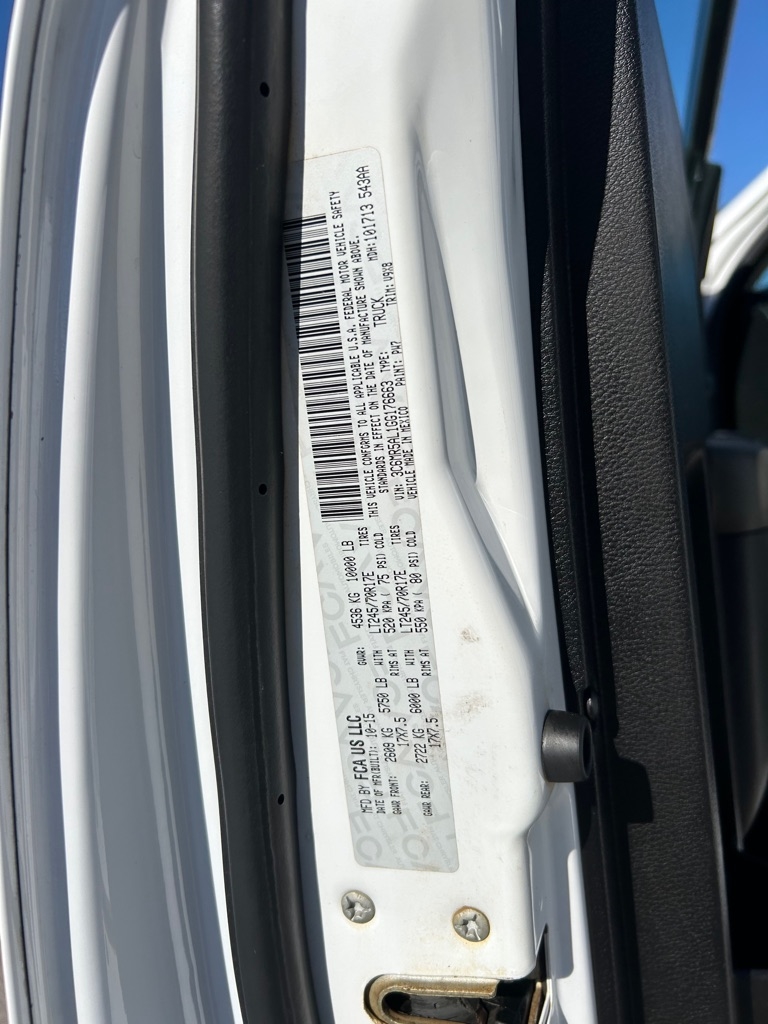 MFD BY FCA US LLC
DATE OF MFR(BUILT): 10-15
GVWR: 4536 KG 10000 LB
GAWR FRONT: 2609 KG 5750 LB WITH LT245/70R17E TIRES
17X7.5 RIMS AT 520 KPA( 75 PSI) COLD
GAWR REAR: 2722 KG 6000 LB WITH LT245/70R17E TIRES
17X7.5 RIMS AT 550 KPA( 80 PSI) COLD
THIS VEHICLE CONFORMS TO ALL APPLICABLE U.S.A. FEDERAL MOTOR VEHICLE SAFETY
STANDARDS IN EFFECT ON THE DATE OF MANUFACTURE SHOWN ABOVE.
MDH:101713 543AA
VIN: 3C6MR5AL1GG176663 TYPE: TRUCK
VEHICLE MADE IN MEXICO PAINT: PW7 TRIM: V9X8